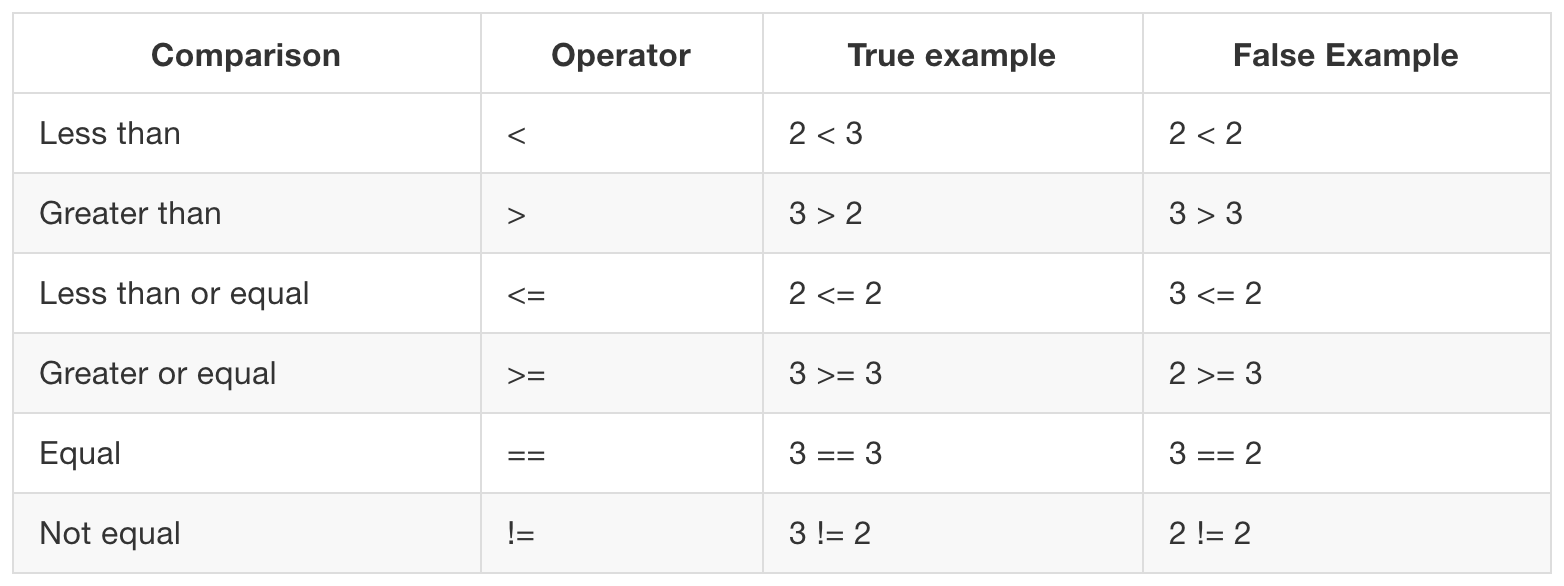 Comparison Operator True example False Example
Less than < 2 < 3 2 < 2
Greater than > 3 > 2 3 > 3
Less than or equal <= 2 <= 2 3 <= 2
Greater or equal >= 3 >= 3 2 >= 3
Equal == 3 == 3 3 == 2
Not equal != 3 != 2 2 != 2